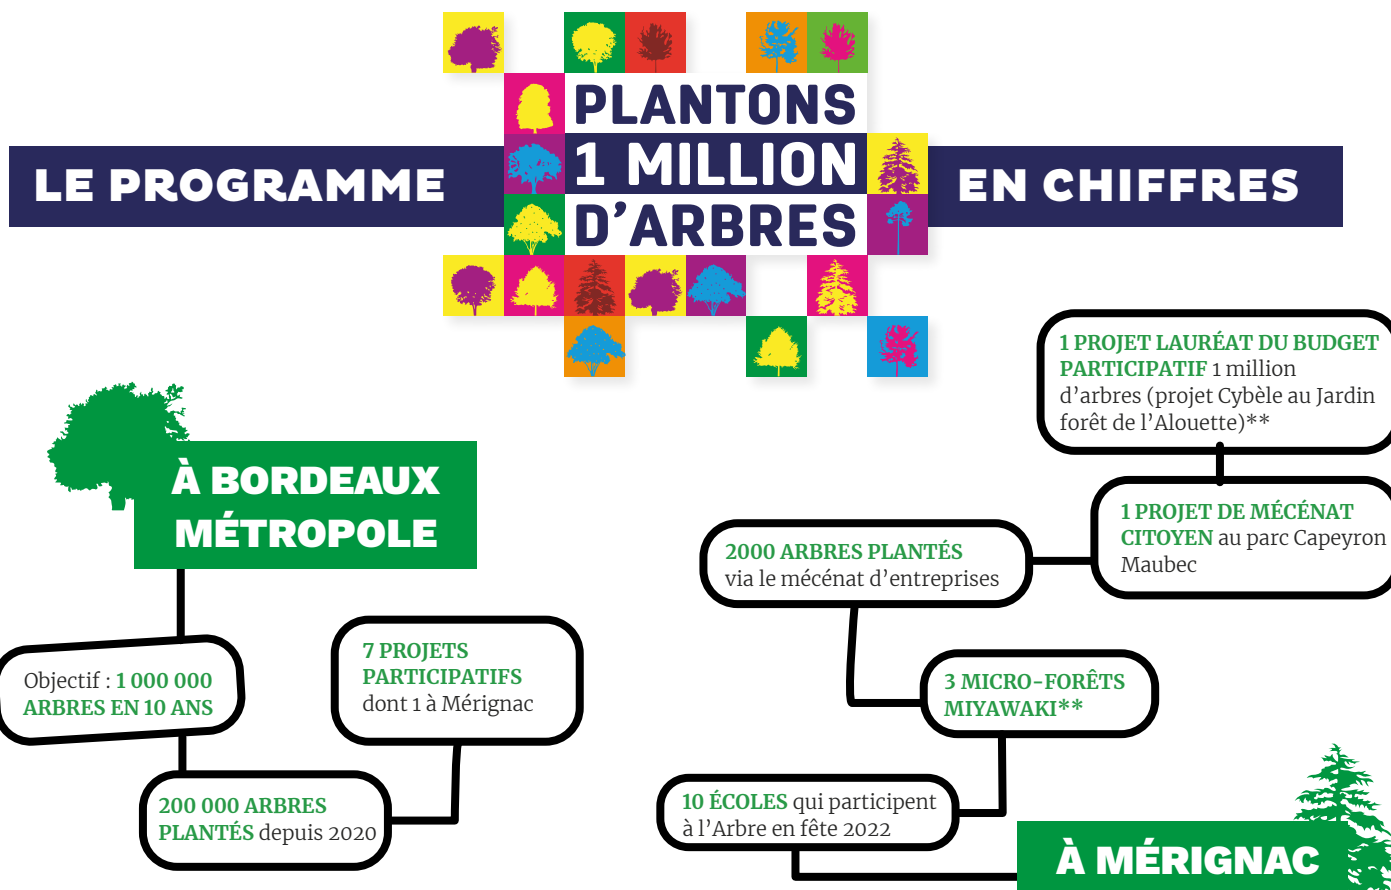 LE PROGRAMME
PLANTONS
1 MILLION
D’ARBRES
EN CHIFFRES
À BORDEAUX
MÉTROPOLE
Objectif : 1 000 000
ARBRES EN 10 ANS
200 000 ARBRES
PLANTÉS depuis 2020
7 PROJETS
PARTICIPATIFS
dont 1 à Mérignac
1 PROJET LAURÉAT DU BUDGET
PARTICIPATIF 1 million
d’arbres (projet Cybèle au Jardin
forêt de l’Alouette)**
1 PROJET DE MÉCÉNAT
CITOYEN au parc Capeyron
Maubec
2000 ARBRES PLANTÉS
via le mécénat d’entreprises
3 MICRO-FORÊTS
MIYAWAKI**
10 ÉCOLES qui participent
à l’Arbre en fête 2022
À MÉRIGNAC